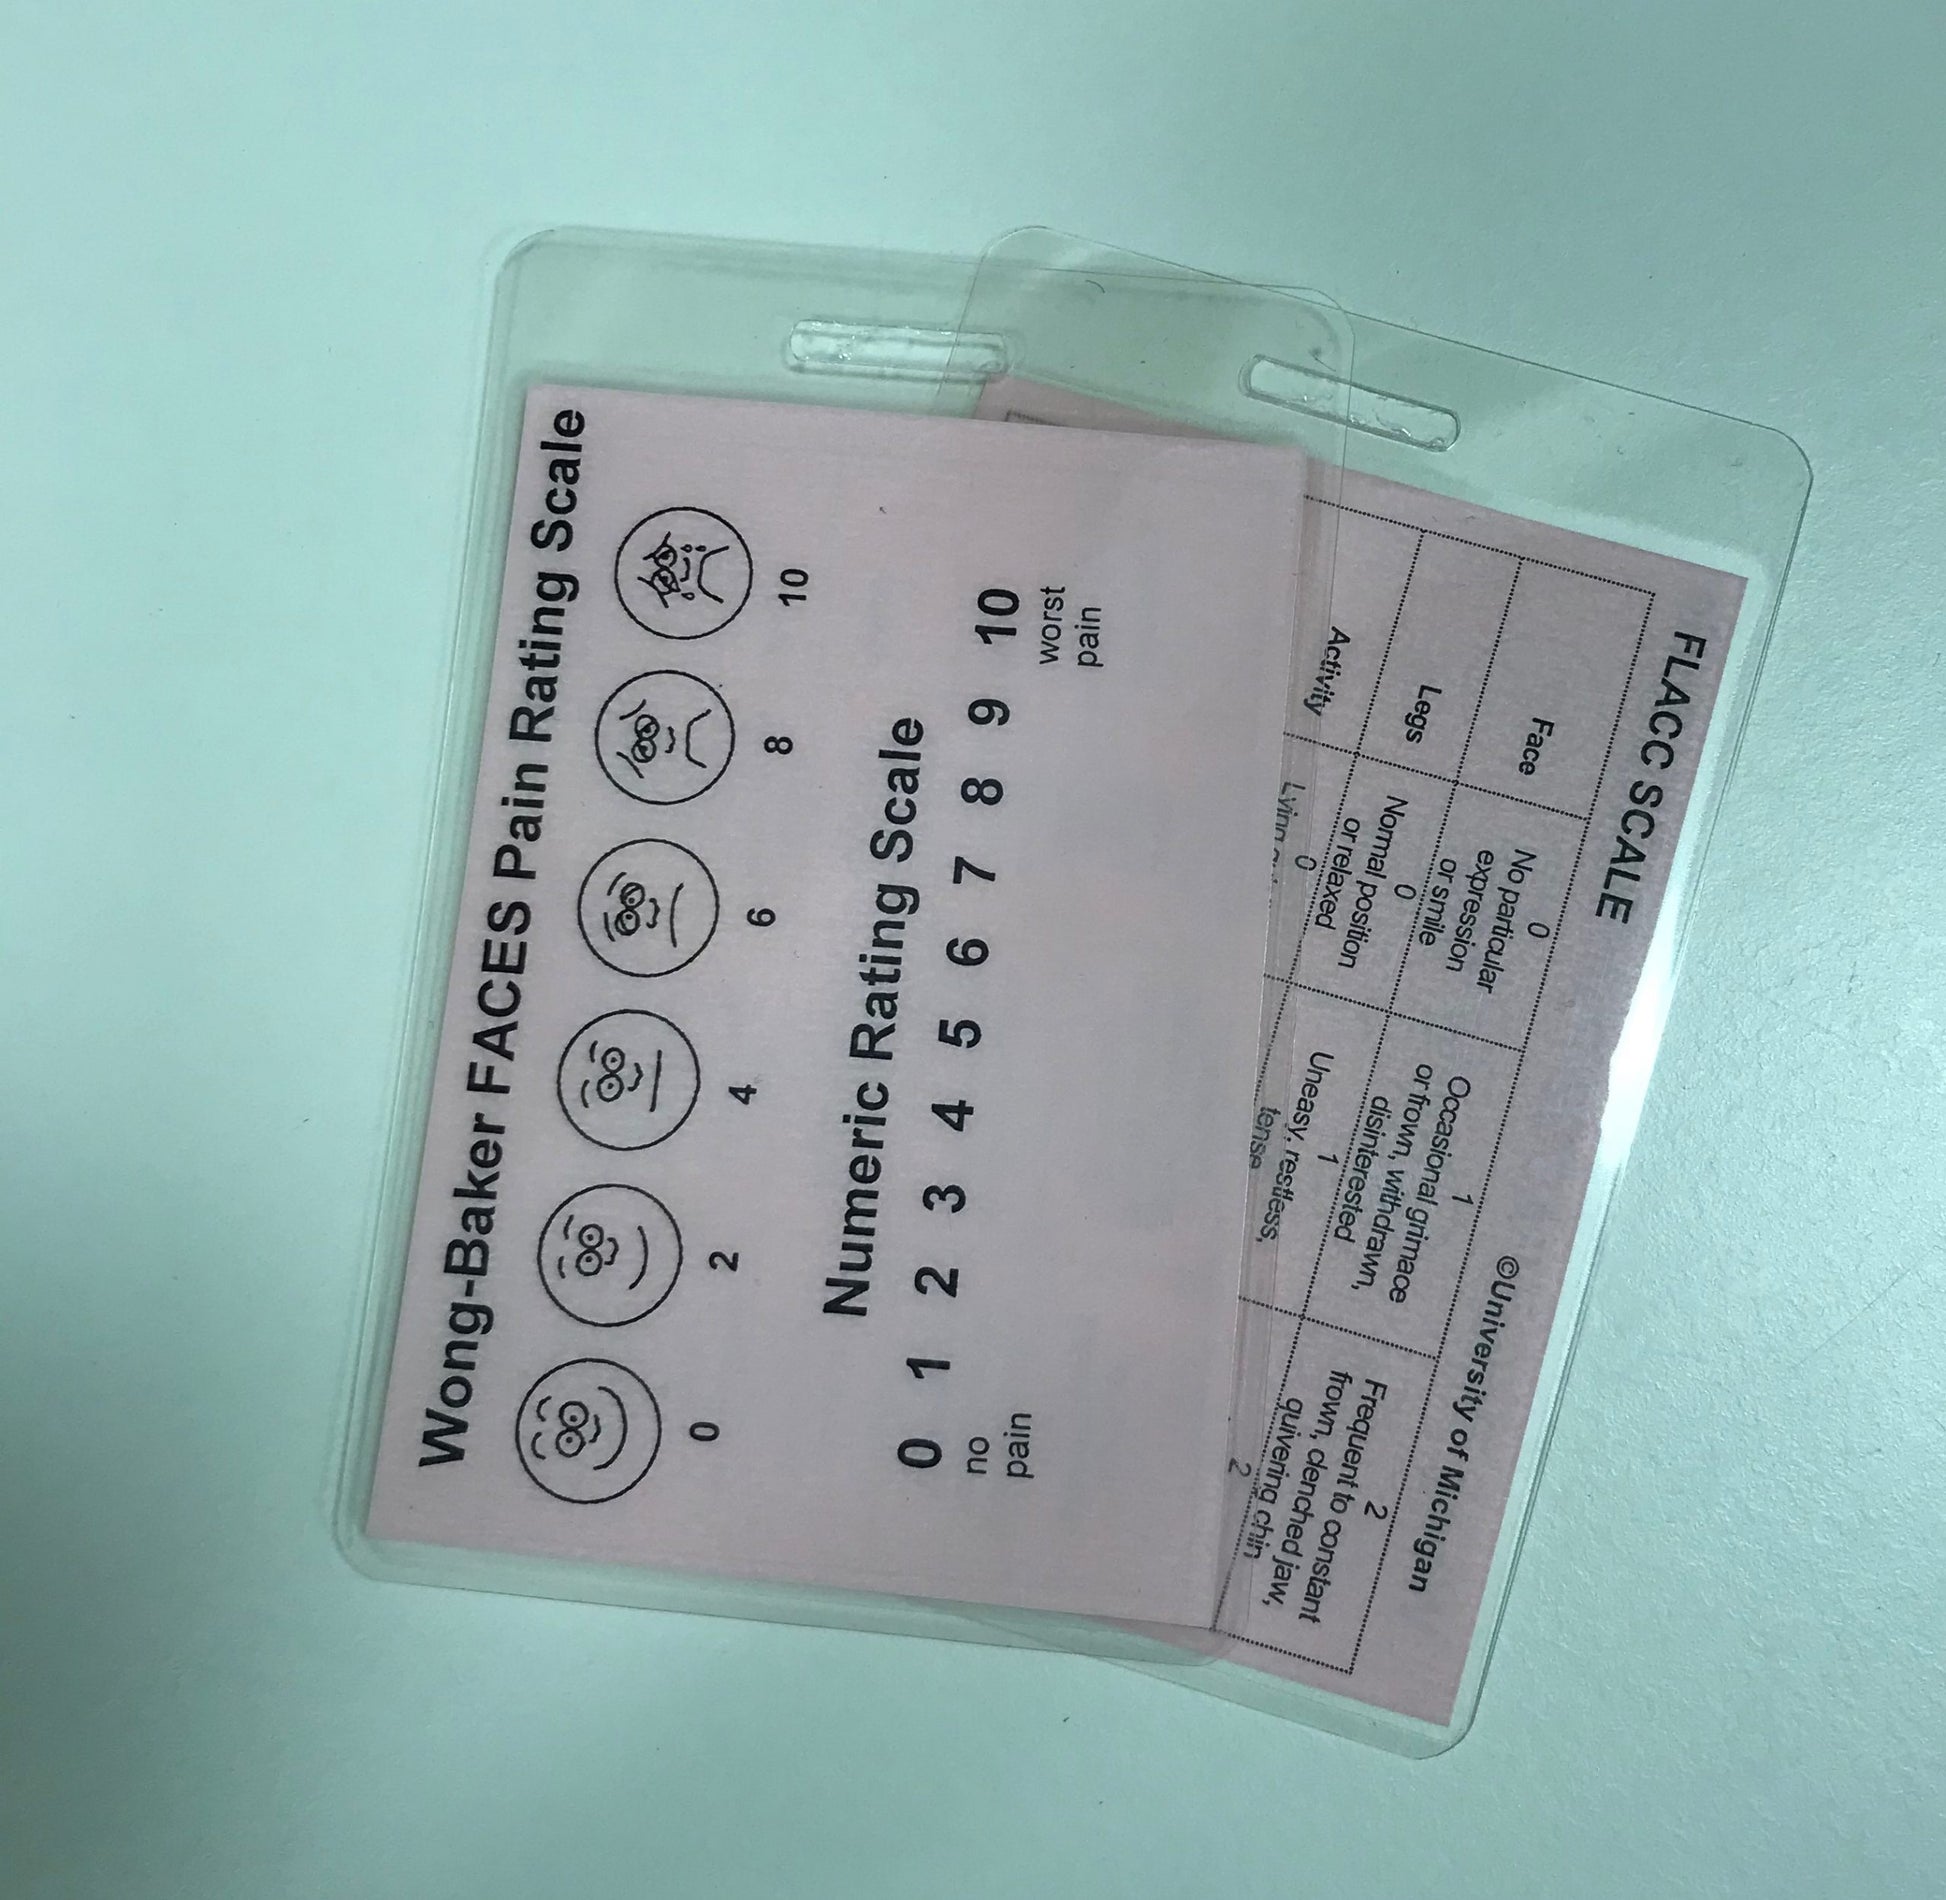 Wong-Baker FACES Pain Rating Scale
0 2 4 6 8 10
Numeric Rating Scale
0 1 2 3 4 5 6 7 8 9 10
no
pain
worst
pain
FLACC SCALE
©University of Michigan
Face
0
No particular
expression
or smile
1
Occasional grimace
or frown, withdrawn,
disinterested
2
Frequent to constant
frown, clenched jaw,
quivering chin
Legs
0
Normal position
or relaxed
1
Uneasy, restless,
tense
2
Activity
0
Lying